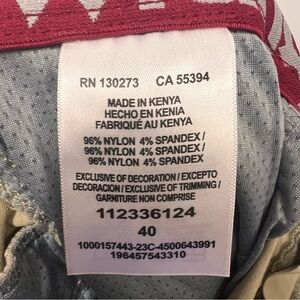 RN 130273 CA 55394
MADE IN KENYA
HECHO EN KENIA
FABRIQUÉ AU KENYA
96% NYLON 4% SPANDEX /
96% NYLON 4% SPANDEX /
96% NYLON 4% SPANDEX
EXCLUSIVE OF DECORATION / EXCEPTO
DECORACION / EXCLUSIVE OF TRIMMING /
GARNITURE NON COMPRISE
112336124
40
1000157443-23C-4500643991
196457543310